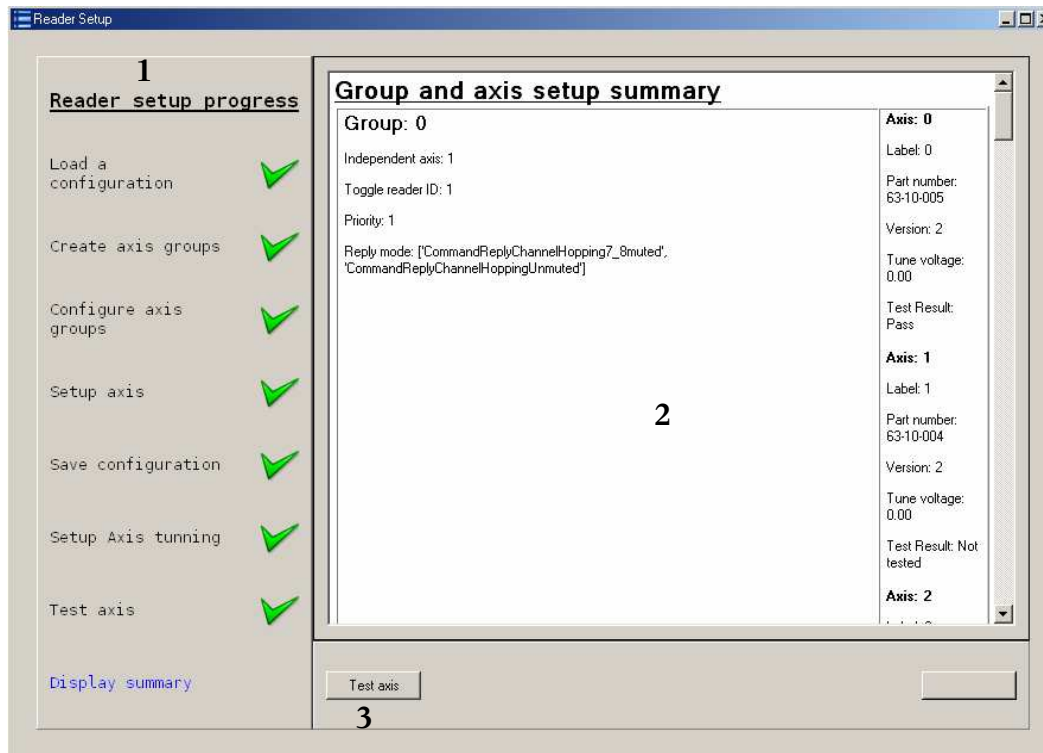 Reader Setup
1
Reader setup progress
Load a
configuration
Create axis groups
Configure axis
groups
Setup axis
Save configuration
Setup Axis tunning
Test axis
Display summary
Group and axis setup summary
Group: 0
Independent axis: 1
Toggle reader ID: 1
Priority: 1
Reply mode: ['CommandReplyChannelHopping7_8muted',
'CommandReplyChannelHoppingUnmuted']
2
Axis: 0
Label: 0
Part number:
63-10-005
Version: 2
Tune voltage:
0.00
Test Result:
Pass
Axis: 1
Label: 1
Part number:
63-10-004
Version: 2
Tune voltage:
0.00
Test Result: Not
tested
Axis: 2
Test axis
3